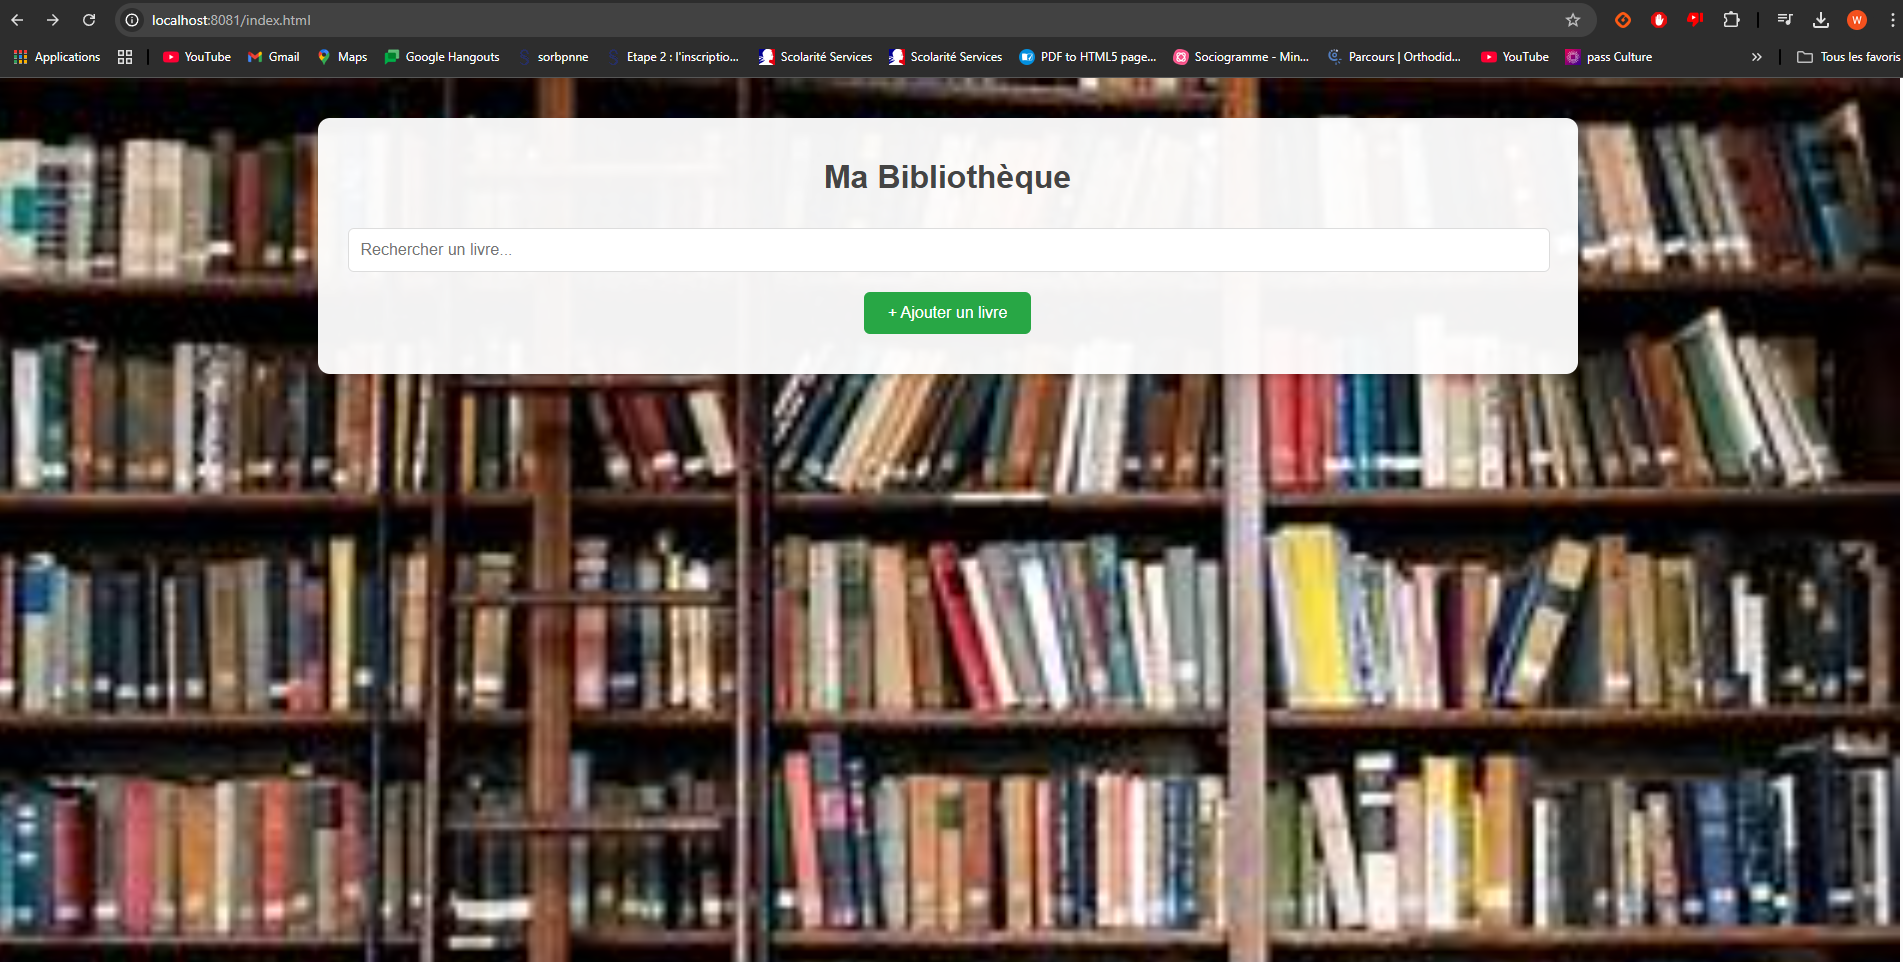 localhost:8081/index.html
W
Applications YouTube Gmail Maps Google Hangouts sorbpnne Etape 2 : l'inscriptio... Scolarité Services Scolarité Services PDF to HTML5 page... Sociogramme - Min... Parcours | Orthodid... YouTube pass Culture » Tous les favoris
Ma Bibliothèque
Rechercher un livre...
+ Ajouter un livre